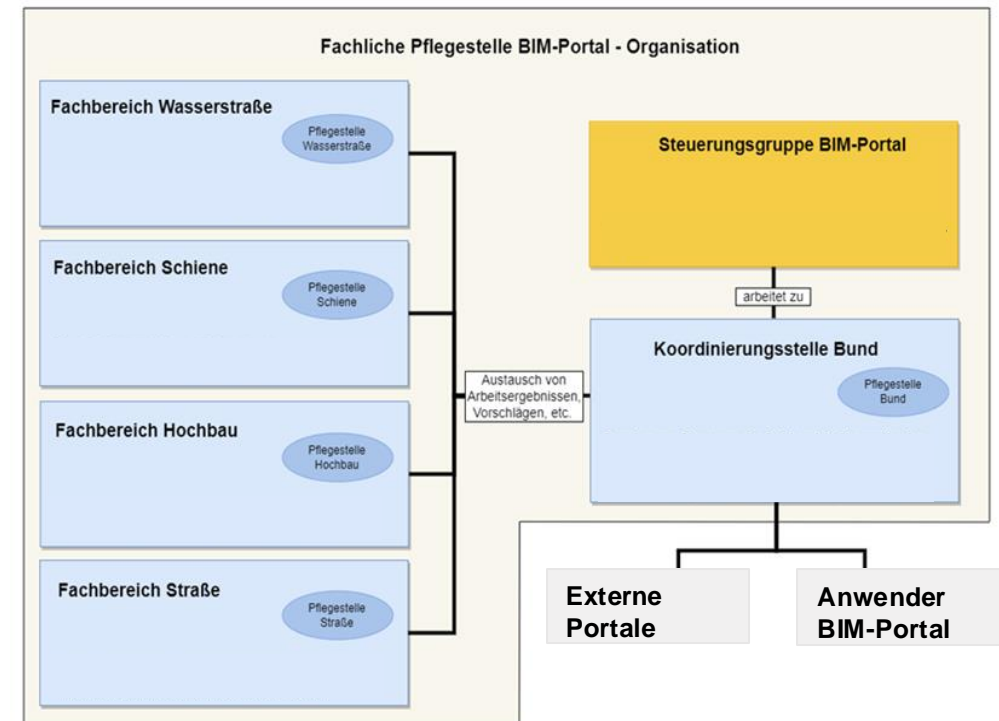 Fachliche Pflegestelle BIM-Portal - Organisation
Fachbereich Wasserstraße
Pflegestelle
Wasserstraße
Fachbereich Schiene
Pflegestelle
Schiene
Fachbereich Hochbau
Pflegestelle
Hochbau
Fachbereich Straße
Pflegestelle
Straße
Austausch von
Arbeitsergebnissen,
Vorschlägen, etc.
Steuerungsgruppe BIM-Portal
arbeitet zu
Koordinierungsstelle Bund
Pflegestelle
Bund
Externe
Portale
Anwender
BIM-Portal